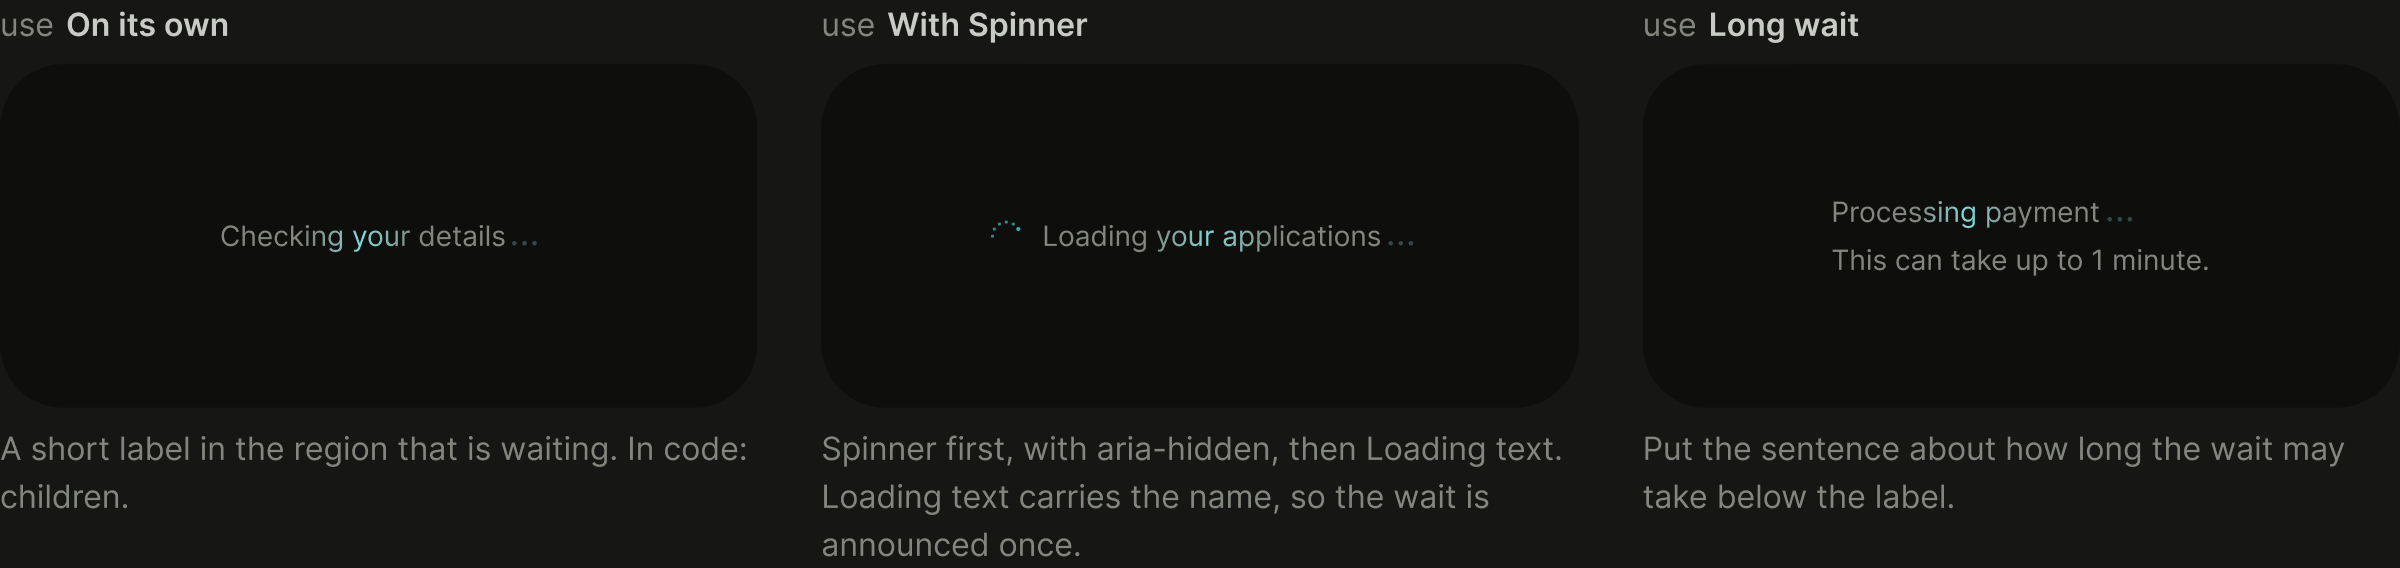 use On its own
Checking your details...
A short label in the region that is waiting. In code:
children.
use With Spinner
Loading your applications...
Spinner first, with aria-hidden, then Loading text.
Loading text carries the name, so the wait is
announced once.
use Long wait
Processing payment...
This can take up to 1 minute.
Put the sentence about how long the wait may
take below the label.